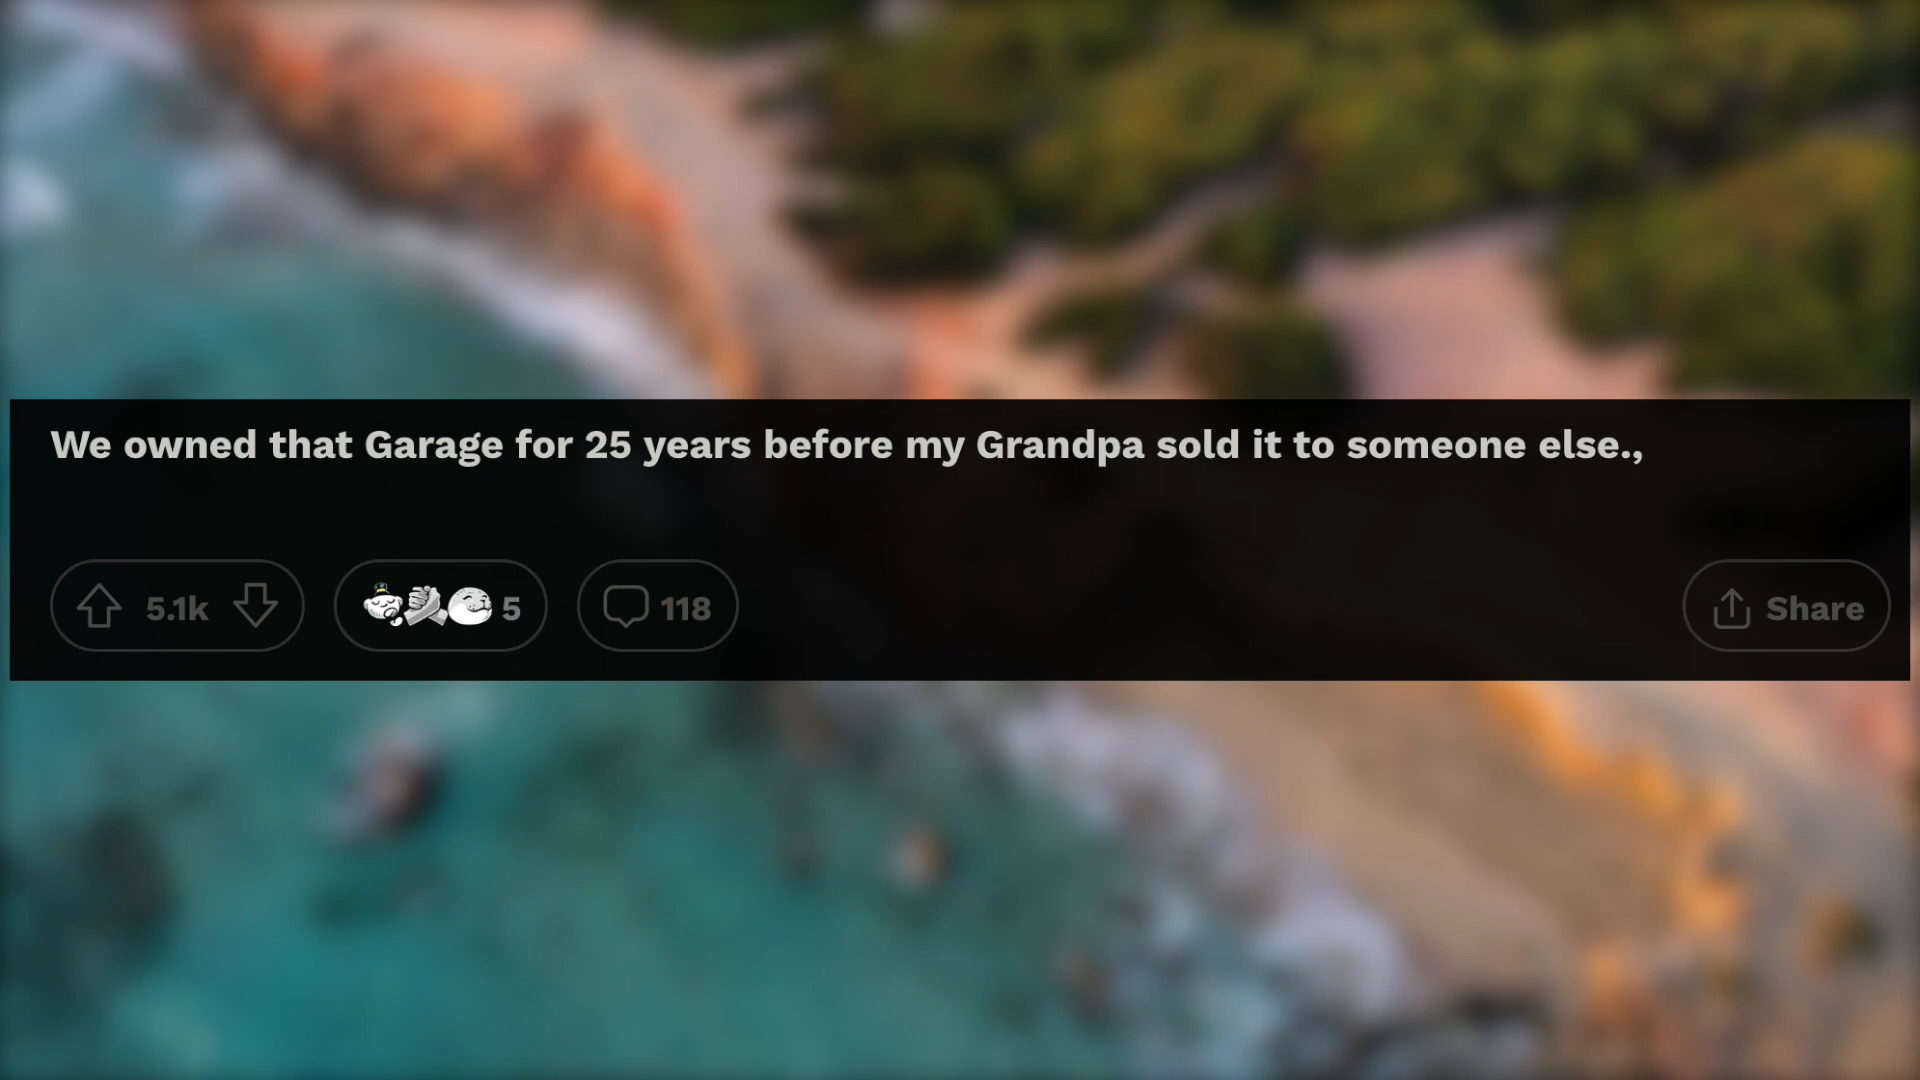 We owned that Garage for 25 years before my Grandpa sold it to someone else.,
5.1k 5 118 Share